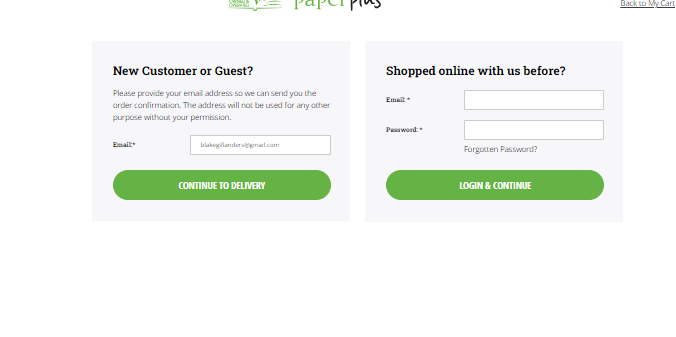 paper plus
Back to My Cart
New Customer or Guest?
Please provide your email address so we can send you the
order confirmation. The address will not be used for any other
purpose without your permission.
Email:*
blakegillanders@gmail.com
CONTINUE TO DELIVERY
Shopped online with us before?
Email: *
Password: *
Forgotten Password?
LOGIN & CONTINUE